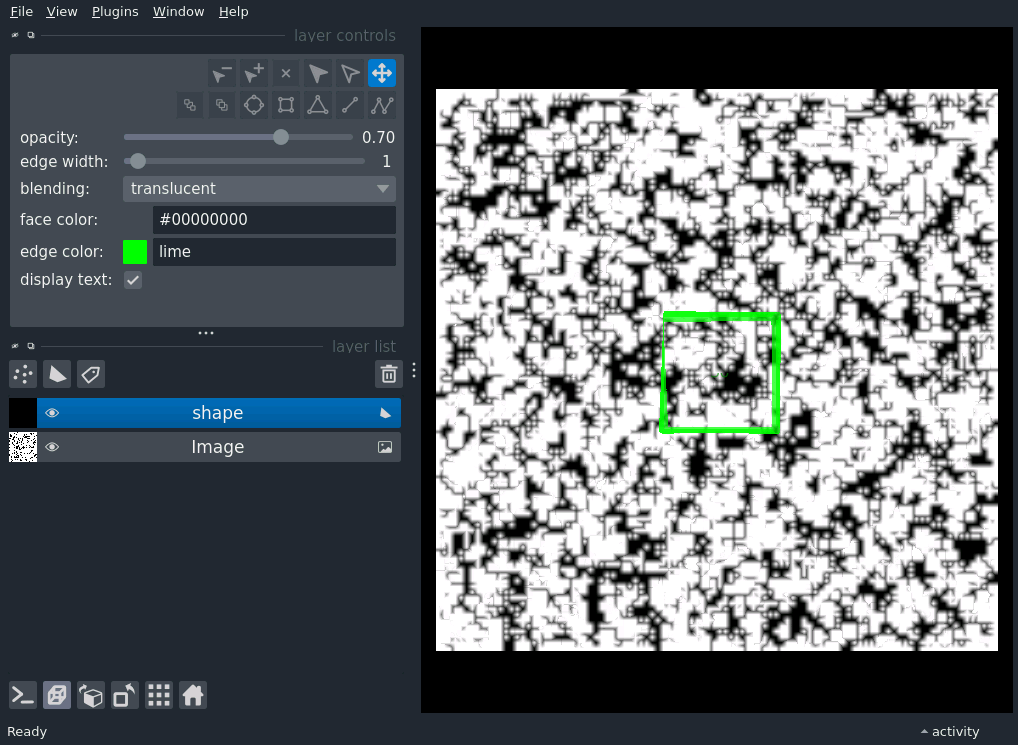 File View Plugins Window Help
layer controls
opacity: 0.70
edge width: 1
blending: translucent
face color: #00000000
edge color: lime
display text:
layer list
shape
Image
Ready
activity